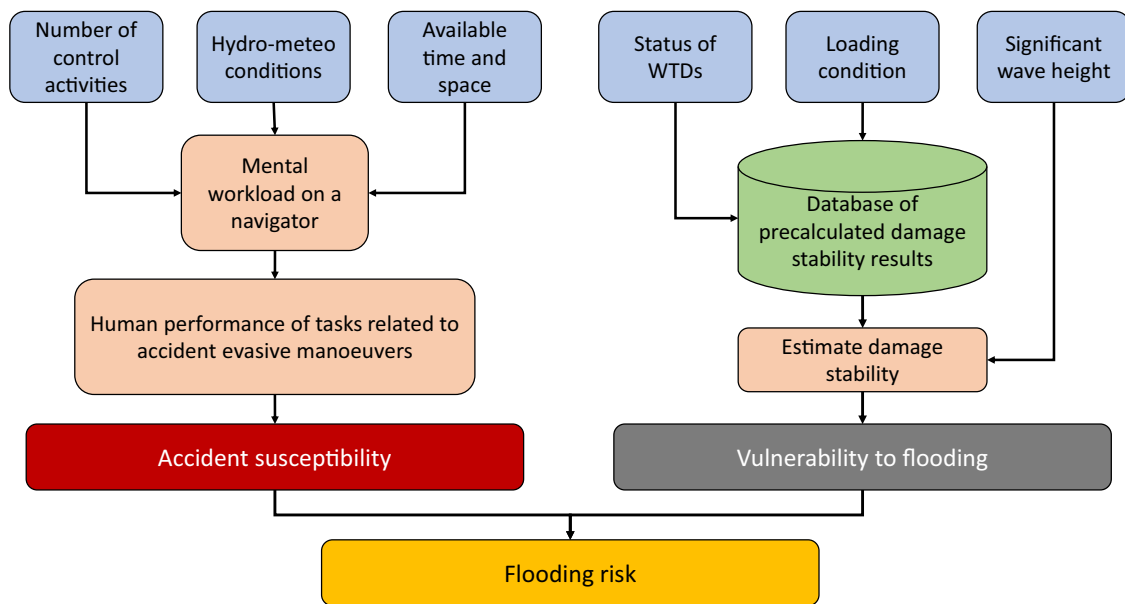 Number of
control
activities
Hydro-meteo
conditions
Available
time and
space
Status of
WTDs
Loading
condition
Significant
wave height
Mental
workload on a
navigator
Database of
precalculated damage
stability results
Human performance of tasks related to
accident evasive manoeuvers
Estimate damage
stability
Accident susceptibility
Vulnerability to flooding
Flooding risk